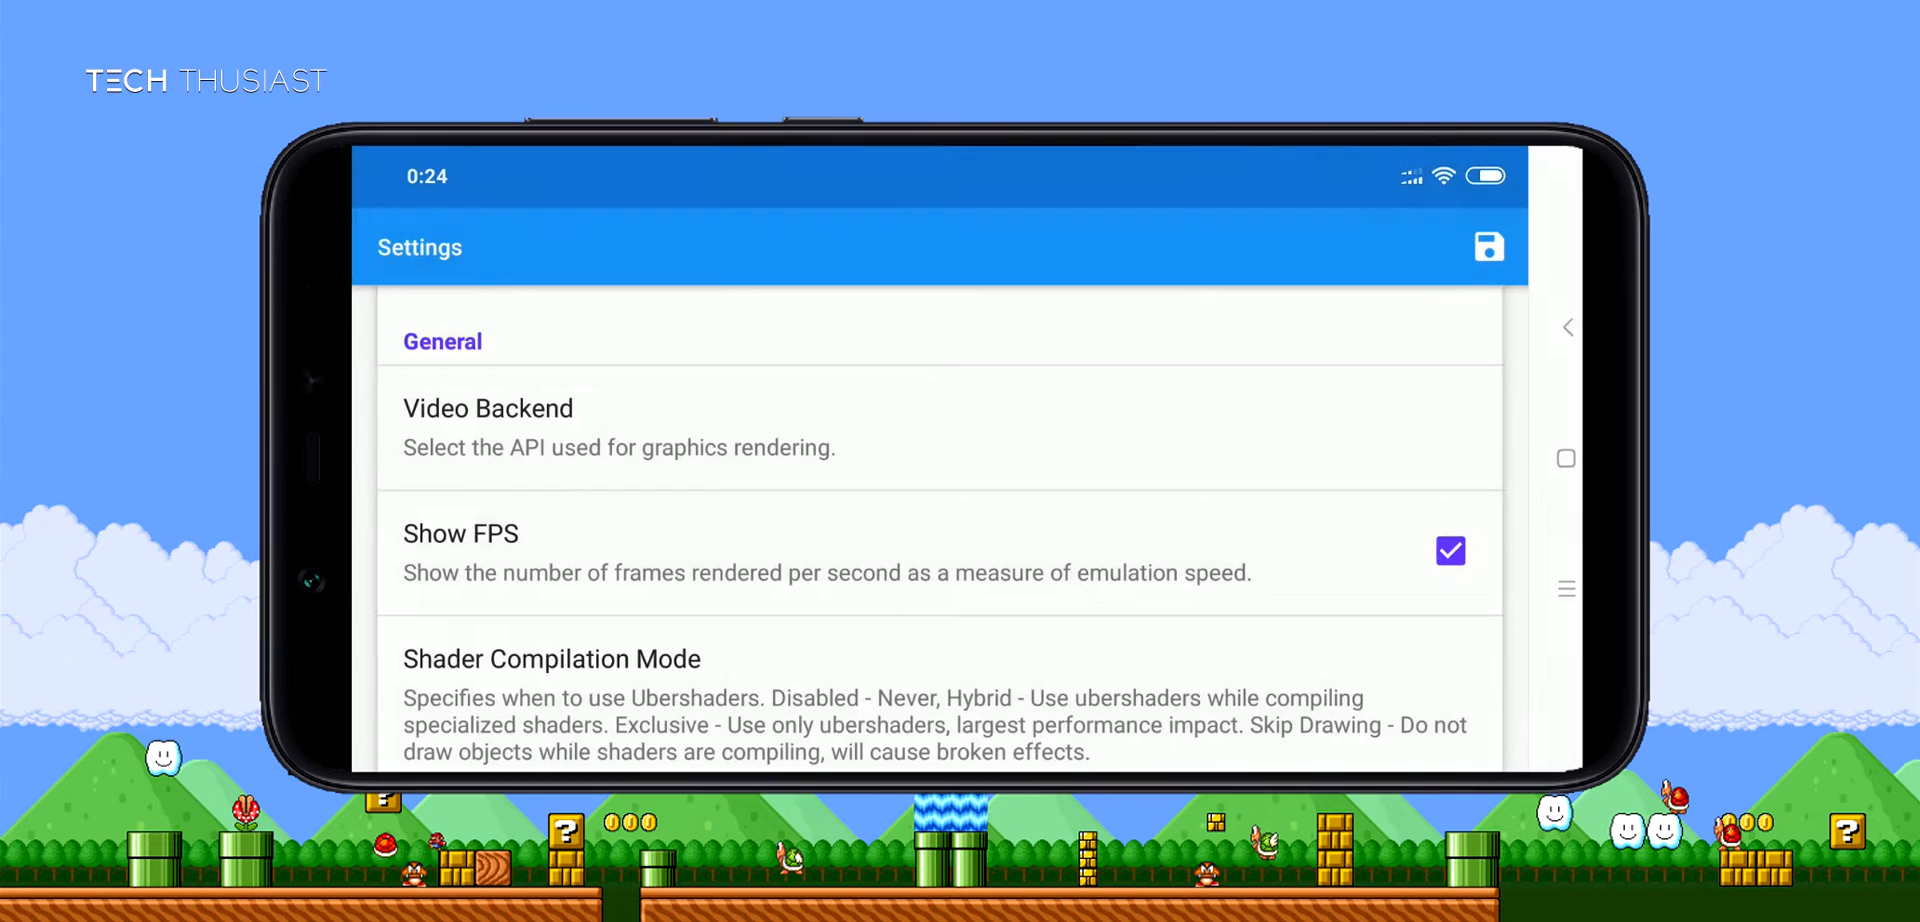 TECH THUSIAST
0:24
Settings
General
Video Backend
Select the API used for graphics rendering.
Show FPS
Show the number of frames rendered per second as a measure of emulation speed.
Shader Compilation Mode
Specifies when to use Ubershaders. Disabled - Never, Hybrid - Use ubershaders while compiling
specialized shaders. Exclusive - Use only ubershaders, largest performance impact. Skip Drawing - Do not
draw objects while shaders are compiling, will cause broken effects.
?
?
?